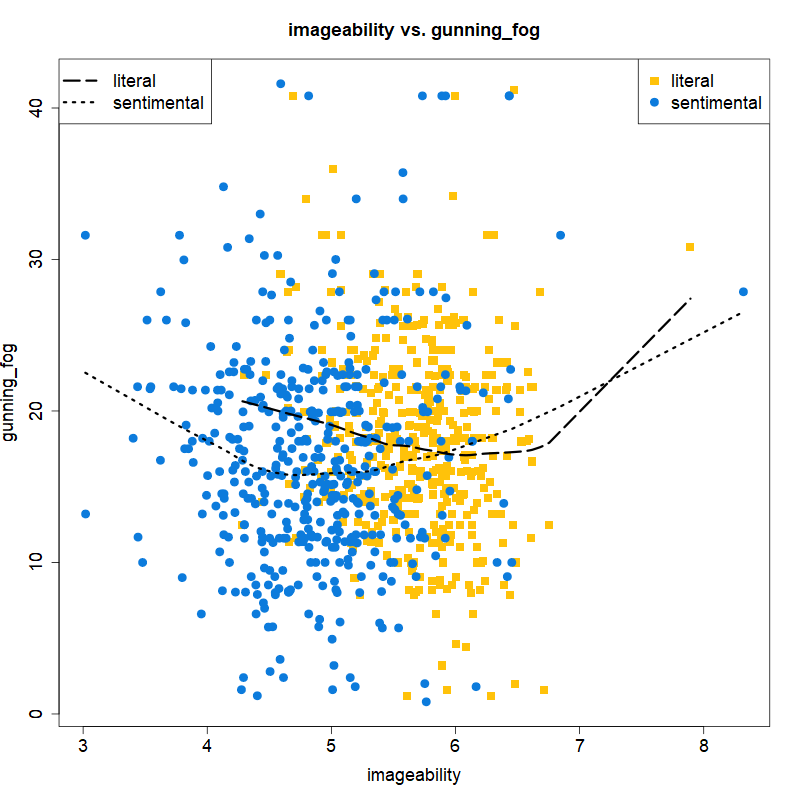 imageability vs. gunning_fog
literal
sentimental
literal
sentimental
gunning_fog
40
30
20
10
0
3 4 5 6 7 8
imageability